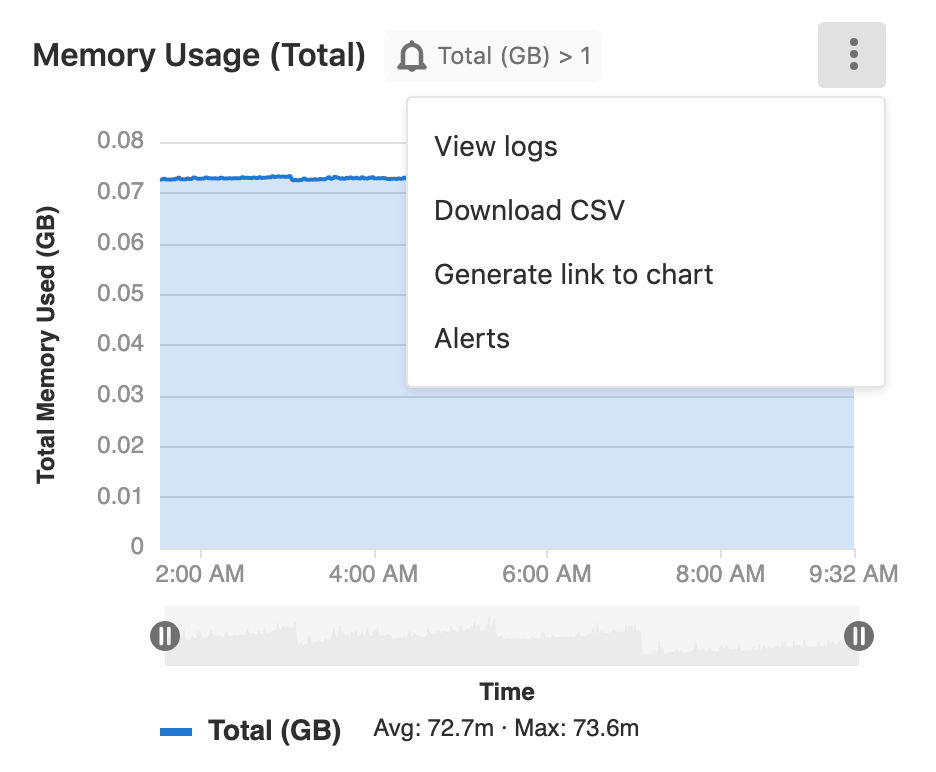 Memory Usage (Total)
Total (GB) > 1
View logs
Download CSV
Generate link to chart
Alerts
Total Memory Used (GB)
0.08
0.07
0.06
0.05
0.04
0.03
0.02
0.01
0
2:00 AM
4:00 AM
6:00 AM
8:00 AM
9:32 AM
Time
Total (GB)
Avg: 72.7m · Max: 73.6m